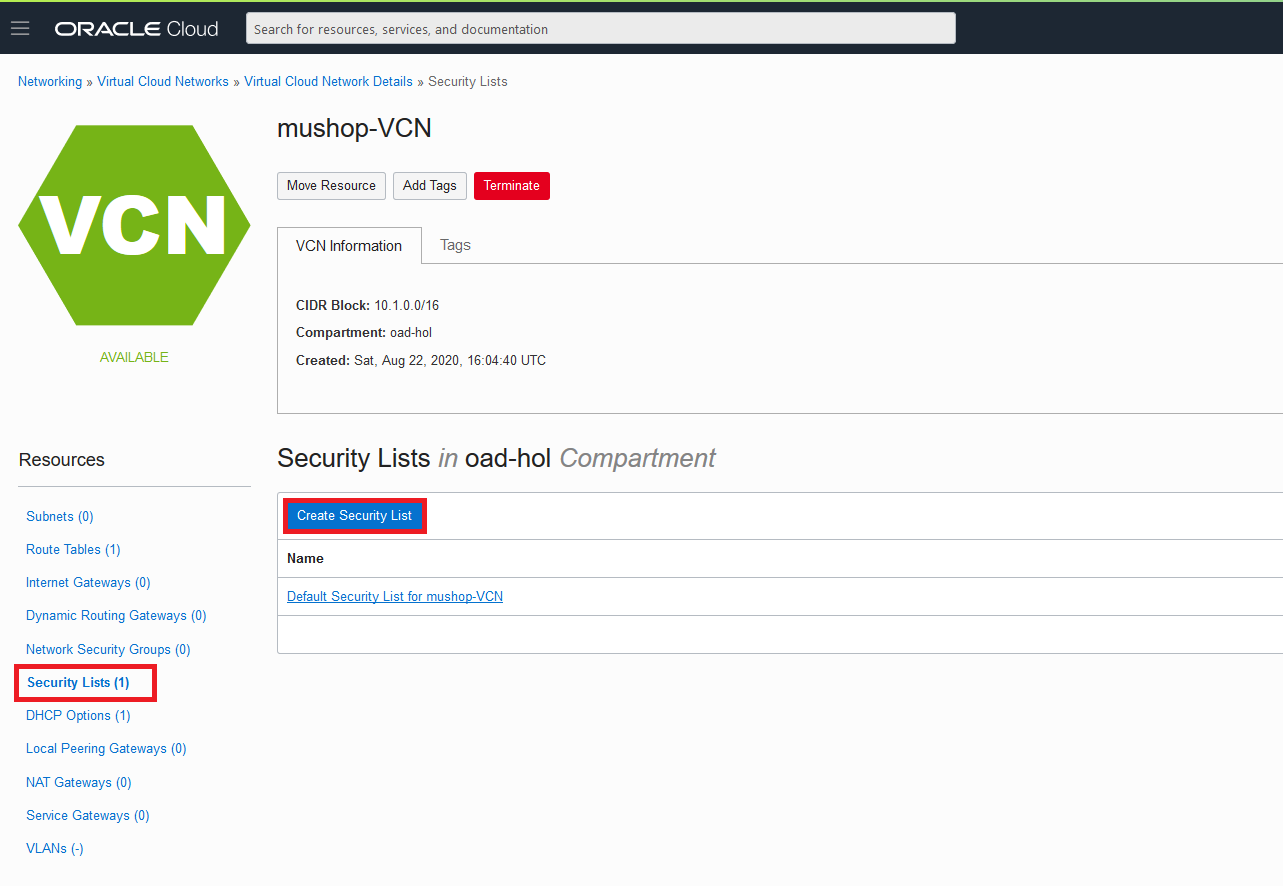 ORACLE Cloud
Search for resources, services, and documentation
Networking » Virtual Cloud Networks » Virtual Cloud Network Details » Security Lists
VCN
AVAILABLE
mushop-VCN
Move Resource
Add Tags
Terminate
VCN Information
Tags
CIDR Block: 10.1.0.0/16
Compartment: oad-hol
Created: Sat, Aug 22, 2020, 16:04:40 UTC
Resources
Subnets (0)
Route Tables (1)
Internet Gateways (0)
Dynamic Routing Gateways (0)
Network Security Groups (0)
Security Lists (1)
DHCP Options (1)
Local Peering Gateways (0)
NAT Gateways (0)
Service Gateways (0)
VLANs (-)
Security Lists in oad-hol Compartment
Create Security List
Name
Default Security List for mushop-VCN